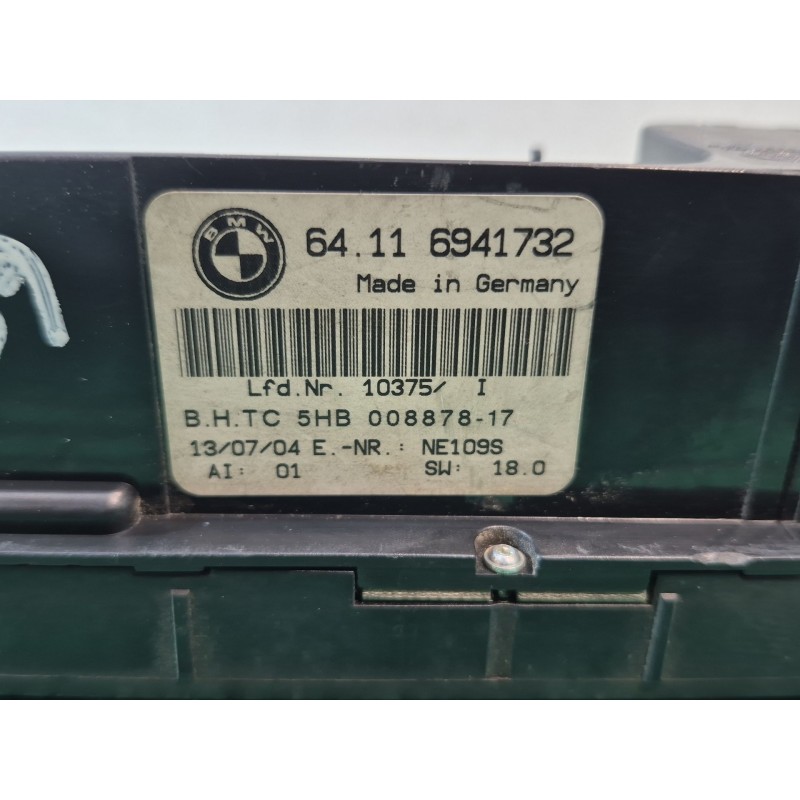 BMW
64.11 6941732
Made in Germany
Lfd.Nr. 10375/ I
B.H.TC 5HB 008878-17
13/07/04 E.-NR.: NE109S
AI: 01 SW: 18.0